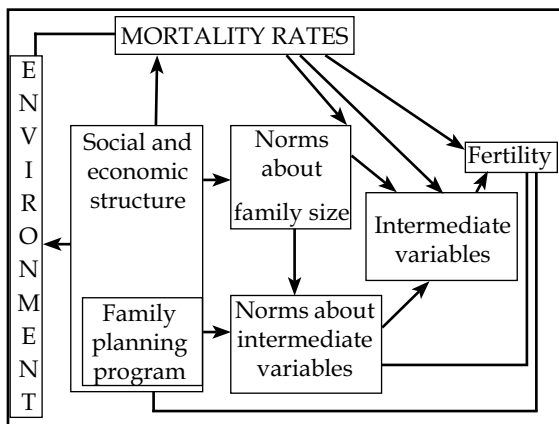 MORTALITY RATES
E
N
V
I
R
O
N
M
E
N
T
Social and
economic
structure
Norms
about
family size
Fertility
Intermediate
variables
Family
planning
program
Norms about
intermediate
variables